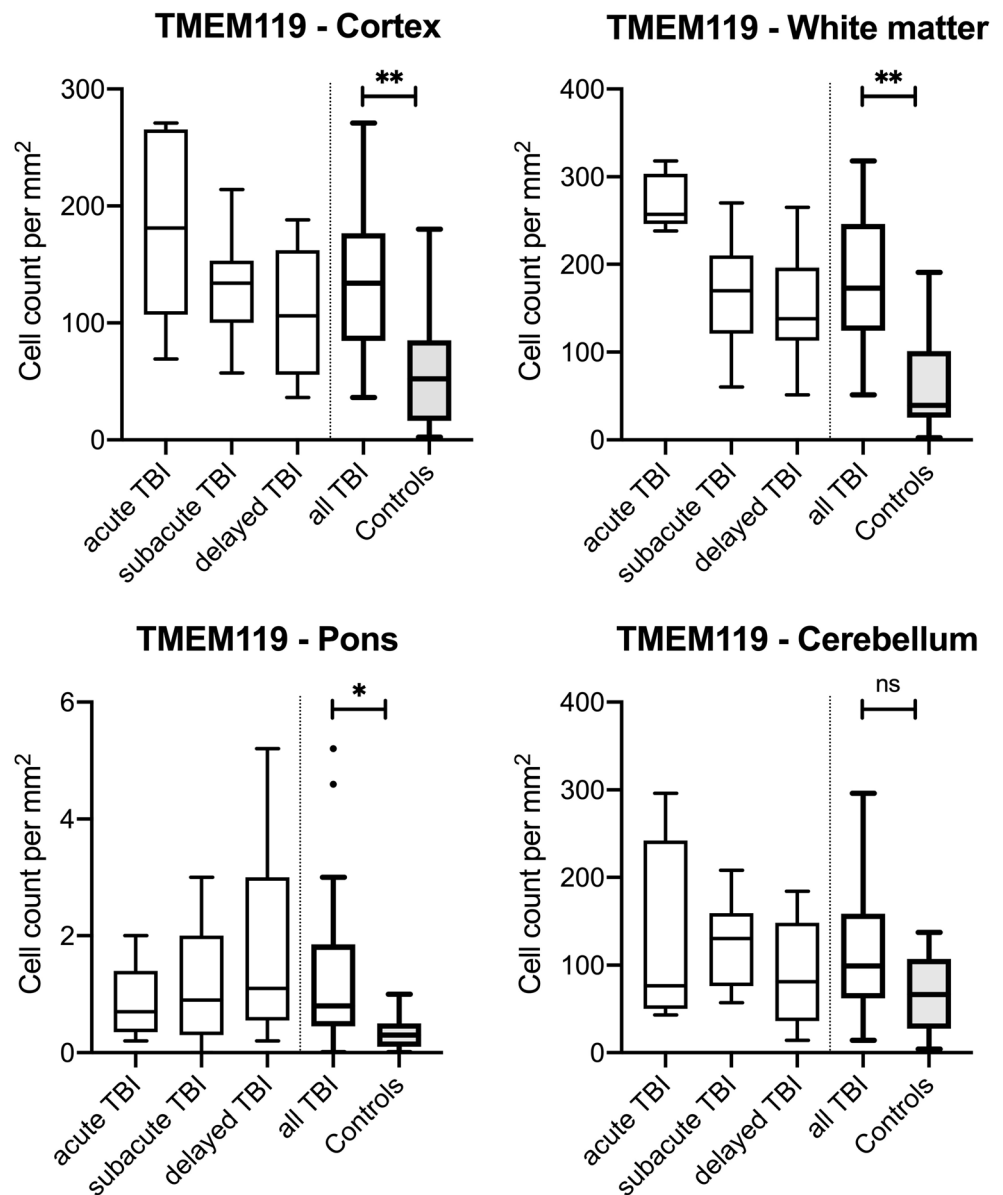 TMEM119 - Cortex
**
300
200
100
0
Cell count per mm²
acute TBI
subacute TBI
delayed TBI
all TBI
Controls
TMEM119 - White matter
**
400
300
200
100
0
Cell count per mm²
acute TBI
subacute TBI
delayed TBI
all TBI
Controls
TMEM119 - Pons
*
6
4
2
0
Cell count per mm²
acute TBI
subacute TBI
delayed TBI
all TBI
Controls
TMEM119 - Cerebellum
ns
400
300
200
100
0
Cell count per mm²
acute TBI
subacute TBI
delayed TBI
all TBI
Controls